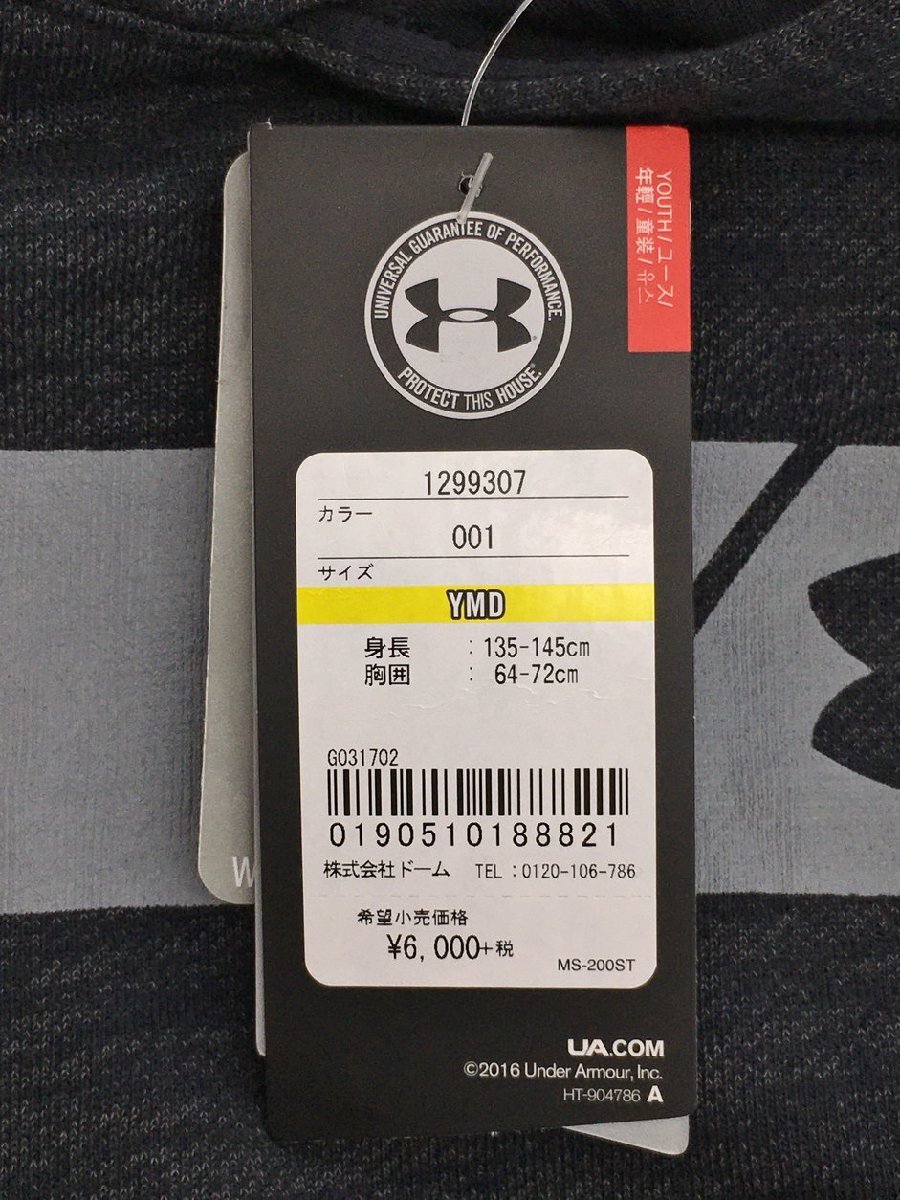 YOUTH/ユース/
年輕/童装/유스
UNIVERSAL GUARANTEE OF PERFORMANCE.
PROTECT THIS HOUSE.
1299307
カラー
001
サイズ
YMD
身長 : 135-145cm
胸囲 : 64-72cm
G031702
0190510188821
株式会社ドーム TEL : 0120-106-786
希望小売価格
¥6,000+税
MS-200ST
W
UA.COM
©2016 Under Armour, Inc.
HT-904786 A